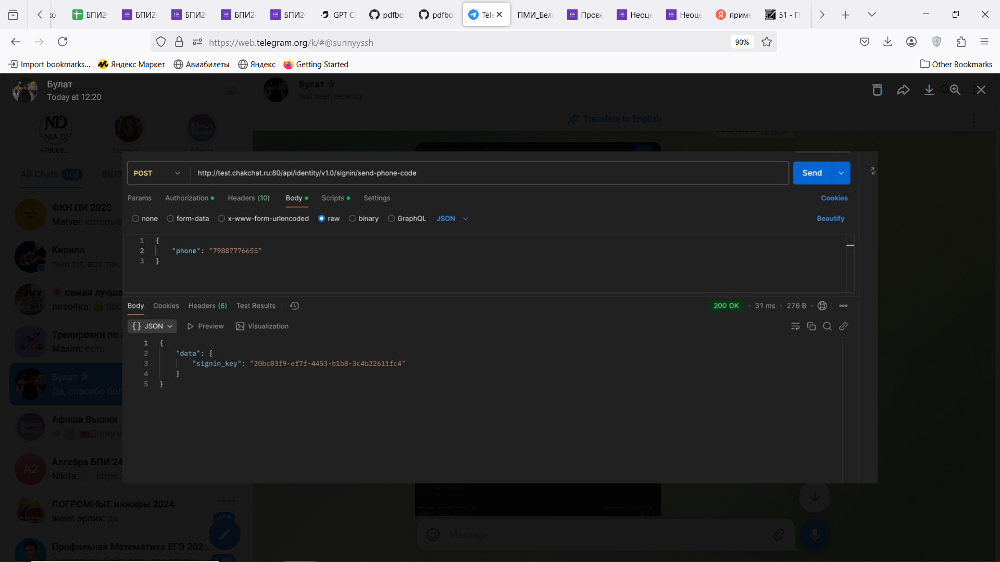 БПИ24
БПИ24
БПИ24
БПИ24
БПИ24
GPT
pdfbo
pdfbo
Tele
ПМИ_Бел
Прове
Неоце
Неоце
приме
51 - П
https://web.telegram.org/k/#@sunnyyssh
90%
Import bookmarks...
Яндекс Маркет
Авиабилеты
Яндекс
Getting Started
Other Bookmarks
Булат
Today at 12:20
Search
Булат
last seen recently
Translate to English
+79068...
Полина
Афиша
All Chats 108
ВШЭ
ФКН ПИ 2023
Matvei: которые
Кирилл
пми.txt, вот так
самая лучша
лизо4ка: Stic
Тренировки по а
Maxim: есть
Булат
Да, спасибо бол
Афиша Вышки
Дороги
Алгебра БПИ 24
Nikita: https:/
ПОГРОМНЫЕ инжиры 2024
12:22
женя эрлих: да
Профильная Математика ЕГЭ 202...
POST
http://test.chakchat.ru:80/api/identity/v1.0/signin/send-phone-code
Send
Params
Authorization
Headers (10)
Body
Scripts
Settings
Cookies
none
form-data
x-www-form-urlencoded
raw
binary
GraphQL
JSON
Beautify
1 {
2 "phone": "79887776655"
3 }
Body
Cookies
Headers (6)
Test Results
200 OK
31 ms
276 B
{} JSON
Preview
Visualization
1 {
2 "data": {
3 "signin_key": "20bc83f9-ef7f-4453-b1b8-3c4b22611fc4"
4 }
5 }
Message